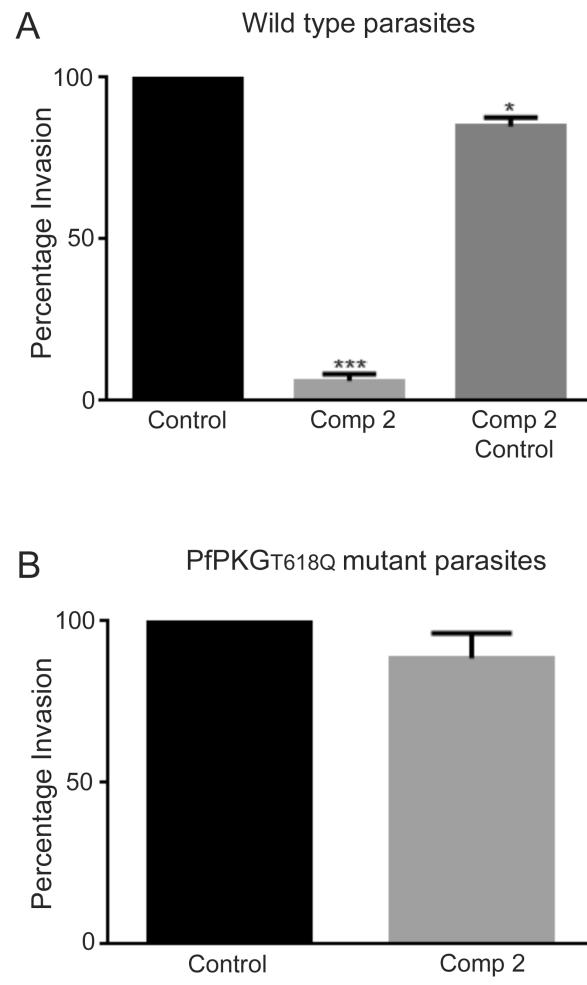 A
Wild type parasites
Percentage Invasion
100
50
0
***
*
Control
Comp 2
Comp 2
Control
B
PfPKGT618Q mutant parasites
Percentage Invasion
100
50
0
Control
Comp 2